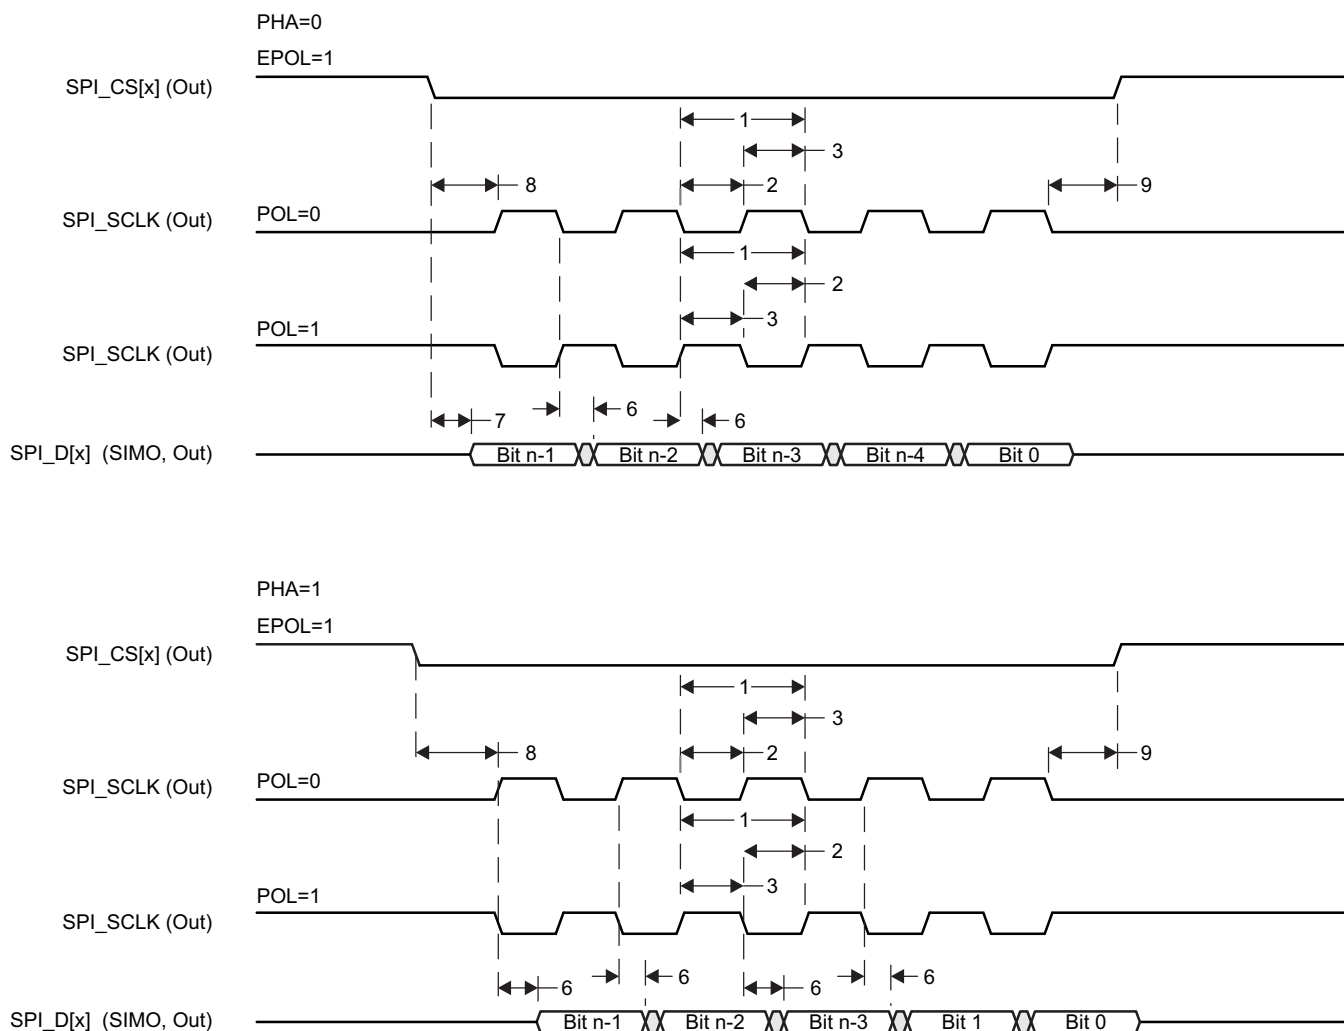 PHA=0
EPOL=1
SPI_CS[x] (Out)
1
3
8
2
9
SPI_SCLK (Out)
POL=0
1
2
POL=1
3
SPI_SCLK (Out)
7
6
6
SPI_D[x] (SIMO, Out)
Bit n-1
Bit n-2
Bit n-3
Bit n-4
Bit 0
PHA=1
EPOL=1
SPI_CS[x] (Out)
1
3
8
2
9
SPI_SCLK (Out)
POL=0
1
2
POL=1
3
SPI_SCLK (Out)
6
6
6
6
SPI_D[x] (SIMO, Out)
Bit n-1
Bit n-2
Bit n-3
Bit 1
Bit 0